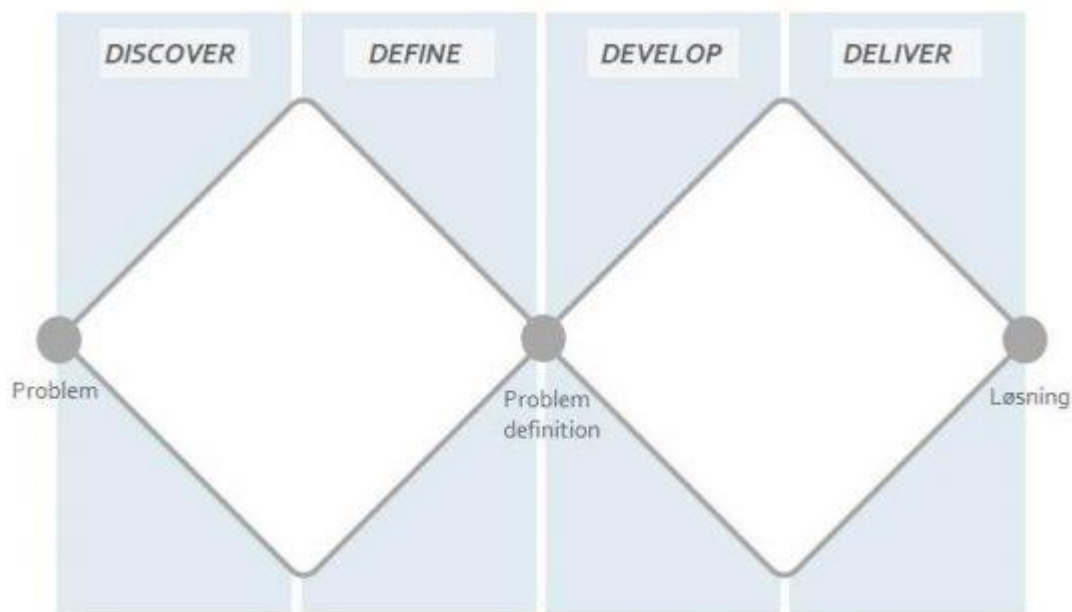 DISCOVER
DEFINE
DEVELOP
DELIVER
Problem
Problem
definition
Løsning